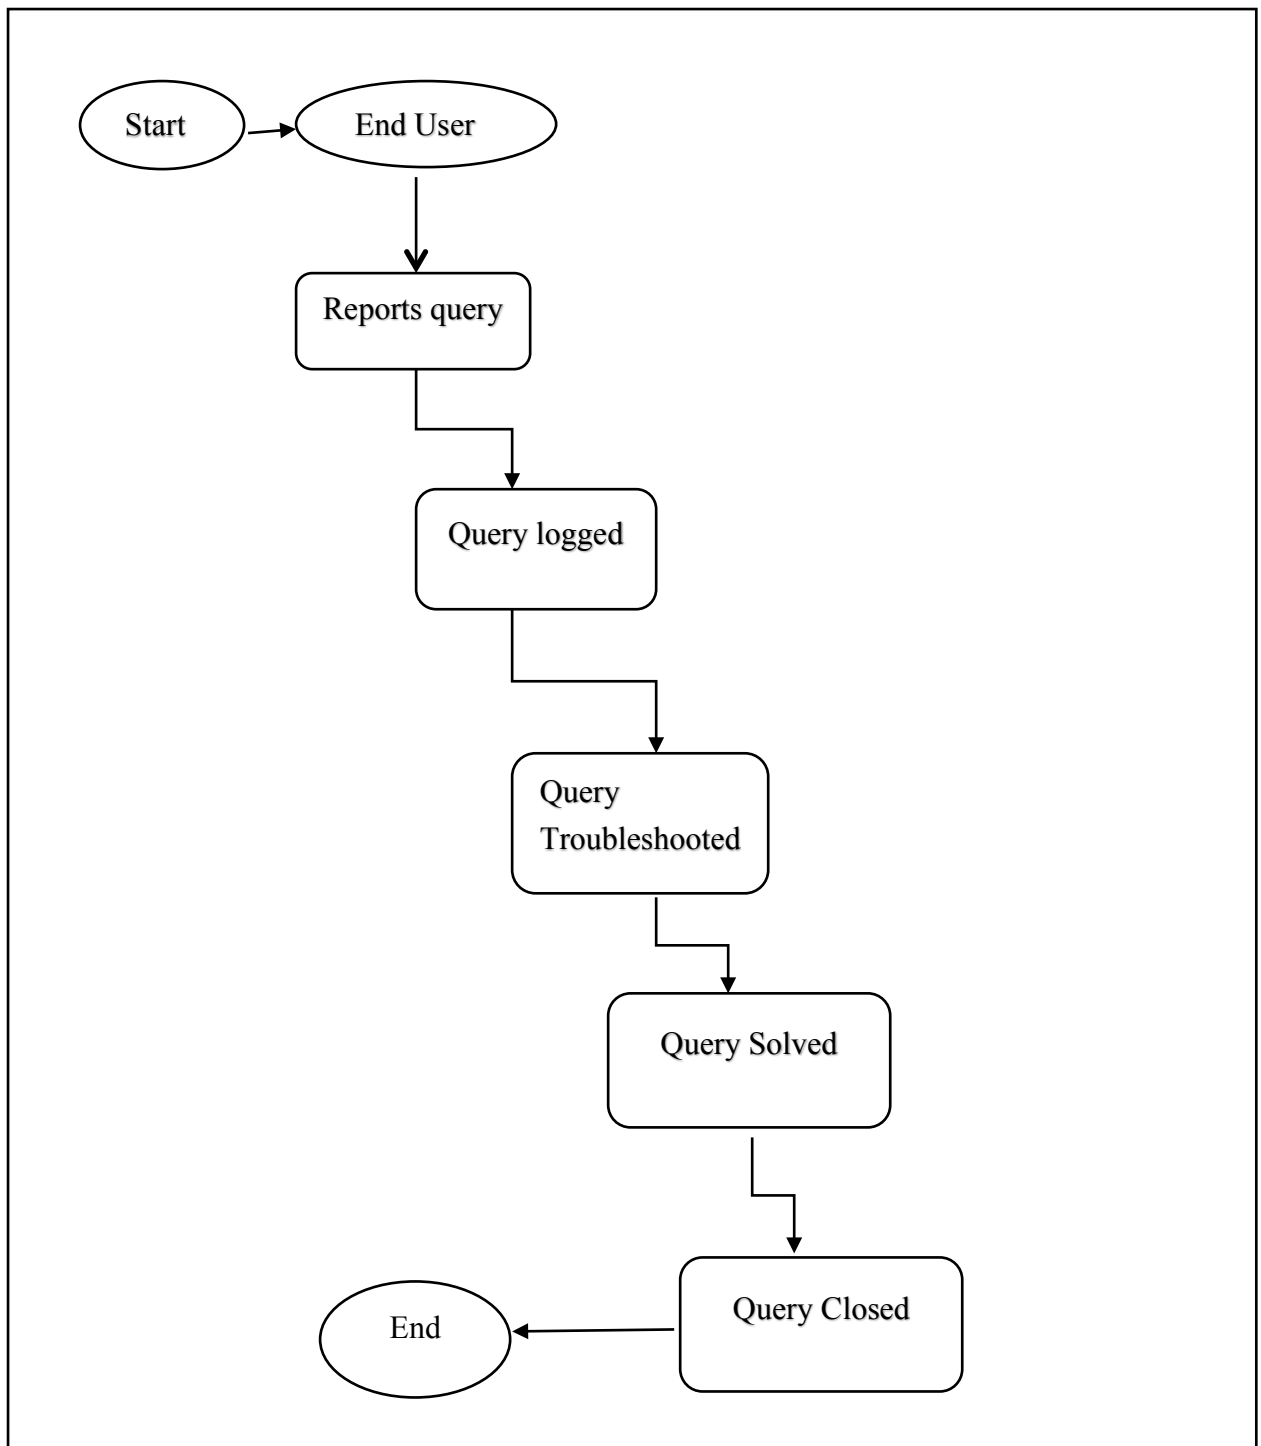 Start
End User
Reports query
Query logged
Query
Troubleshooted
Query Solved
Query Closed
End